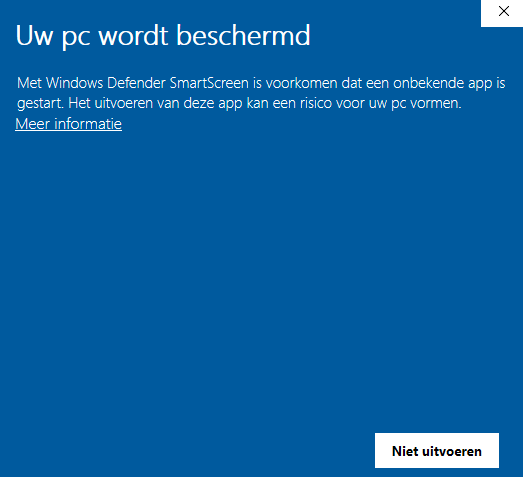 Uw pc wordt beschermd
Met Windows Defender SmartScreen is voorkomen dat een onbekende app is
gestart. Het uitvoeren van deze app kan een risico voor uw pc vormen.
Meer informatie
Niet uitvoeren